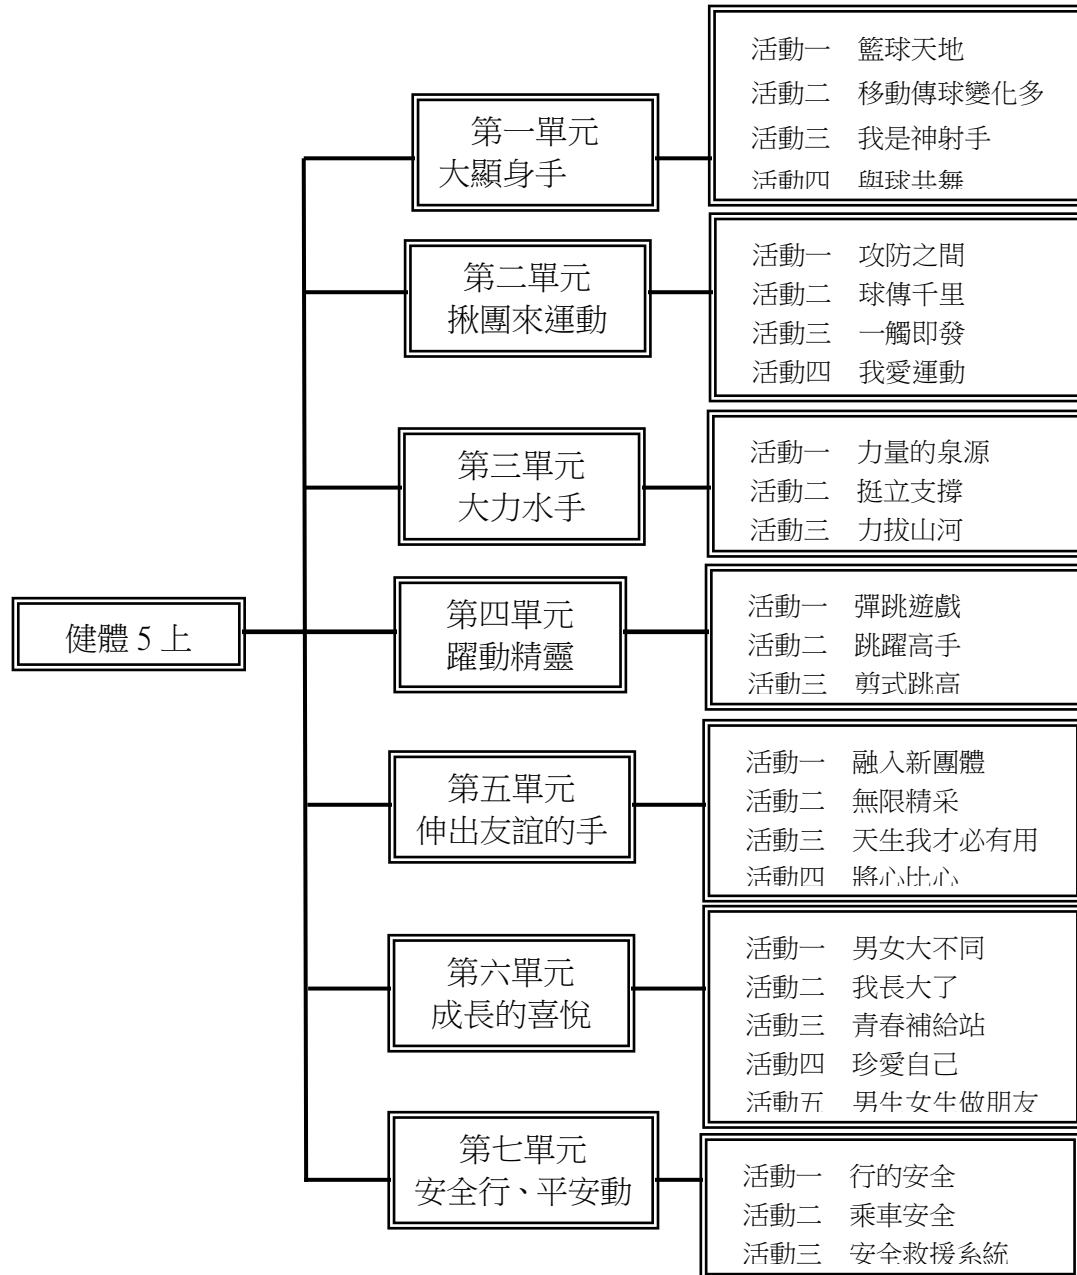 健體 5 上
第一單元
大顯身手
活動一　籃球天地
活動二　移動傳球變化多
活動三　我是神射手
活動四　與球共舞
第二單元
揪團來運動
活動一　攻防之間
活動二　球傳千里
活動三　一觸即發
活動四　我愛運動
第三單元
大力水手
活動一　力量的泉源
活動二　挺立支撐
活動三　力拔山河
第四單元
躍動精靈
活動一　彈跳遊戲
活動二　跳躍高手
活動三　剪式跳高
第五單元
伸出友誼的手
活動一　融入新團體
活動二　無限精采
活動三　天生我才必有用
活動四　將心比心
第六單元
成長的喜悅
活動一　男女大不同
活動二　我長大了
活動三　青春補給站
活動四　珍愛自己
活動五　男生女生做朋友
第七單元
安全行、平安動
活動一　行的安全
活動二　乘車安全
活動三　安全救援系統